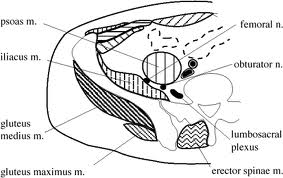 psoas m.
femoral n.
iliacus m.
obturator n.
gluteus
medius m.
lumbosacral
plexus
gluteus maximus m.
erector spinae m.